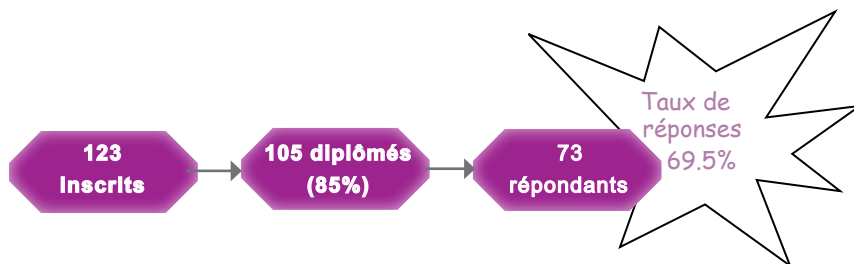 123
inscrits
105 diplômés
(85%)
73
répondants
Taux de
réponses
69.5%